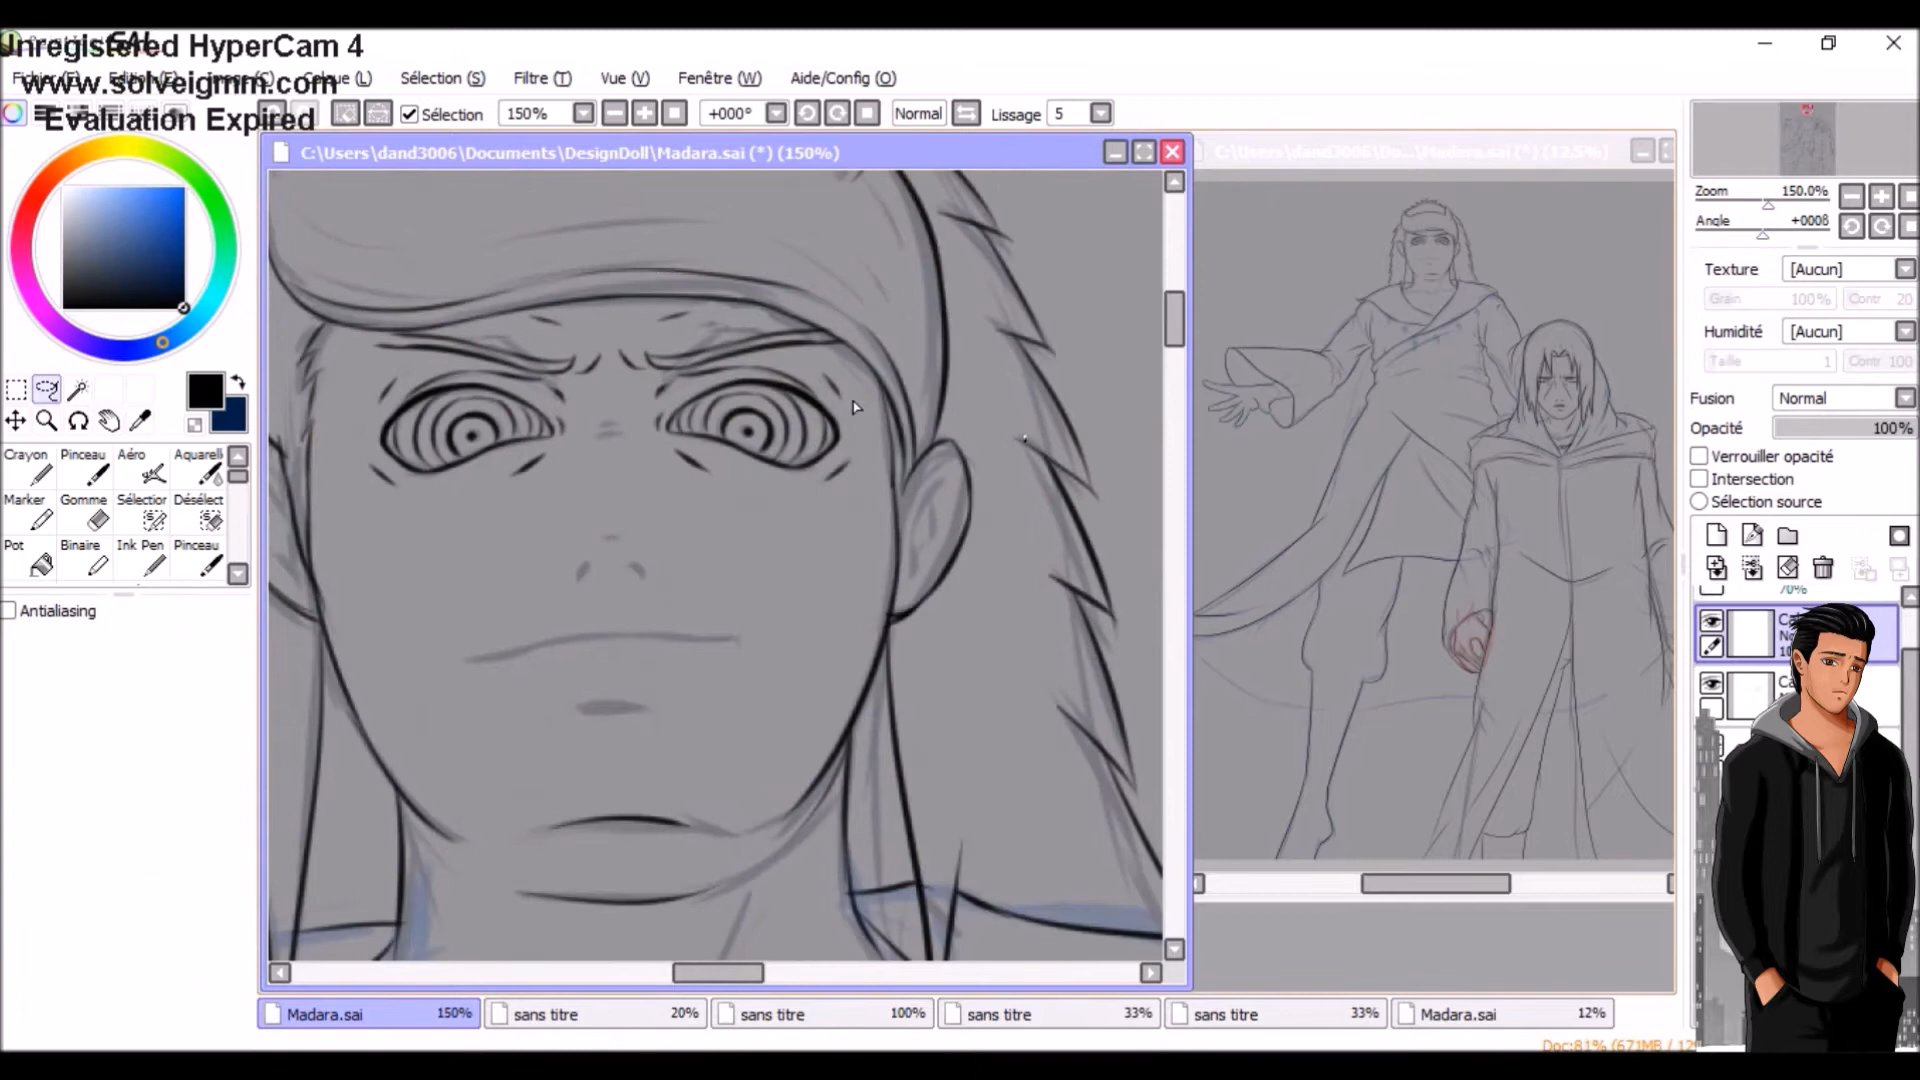 Unregistered HyperCam 4
www.solveigmm.com
Evaluation Expired
Fichier (F) Edition (E) Image (C) Calque (L) Sélection (S) Filtre (T) Vue (V) Fenêtre (W) Aide/Config (O)
Sélection 150% +000° Normal Lissage 5
C:\Users\dand3006\Documents\DesignDoll\Madara.sai (*) (150%)
C:\Users\dand3006\Do...\Madara.sai (*) (12.5%)
Zoom 150.0%
Angle +000ß
Texture [Aucun]
Grain 100% Contr 20
Humidité [Aucun]
Taille 1 Contr 100
Fusion Normal
Opacité 100%
Verrouiller opacité
Intersection
Sélection source
70%
Crayon Pinceau Aéro Aquarell
Marker Gomme Sélection Désélect
Pot Binaire Ink Pen Pinceau
Antialiasing
Madara.sai 150% sans titre 20% sans titre 100% sans titre 33% sans titre 33% Madara.sai 12%
Doc:81% (671MB /